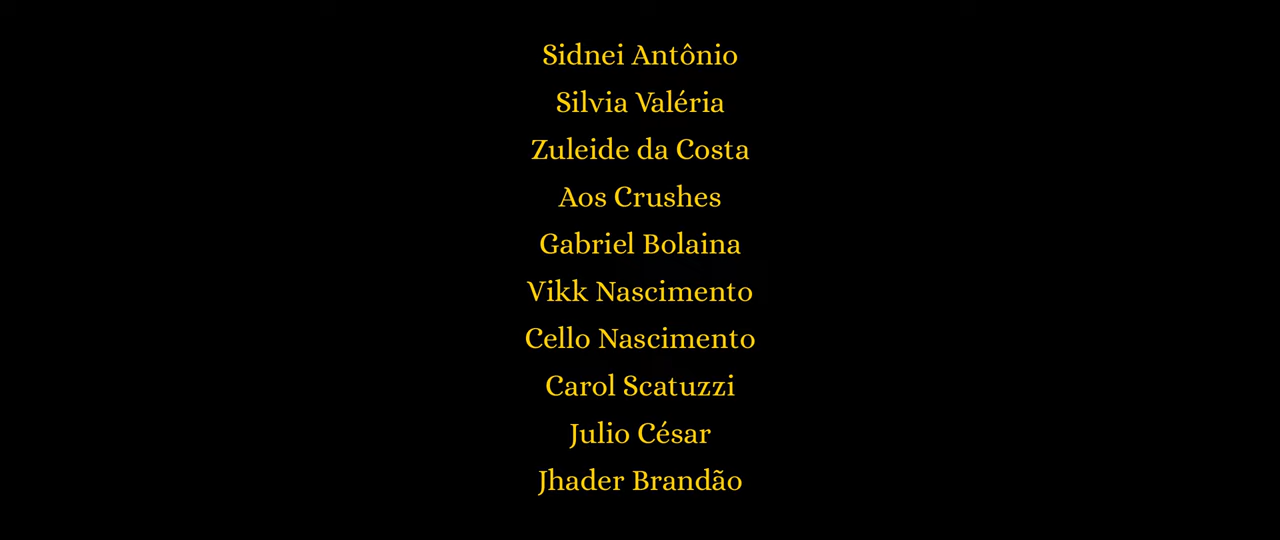 Sidnei Antônio
Silvia Valéria
Zuleide da Costa
Aos Crushes
Gabriel Bolaina
Vikk Nascimento
Cello Nascimento
Carol Scatuzzi
Julio César
Jhader Brandão